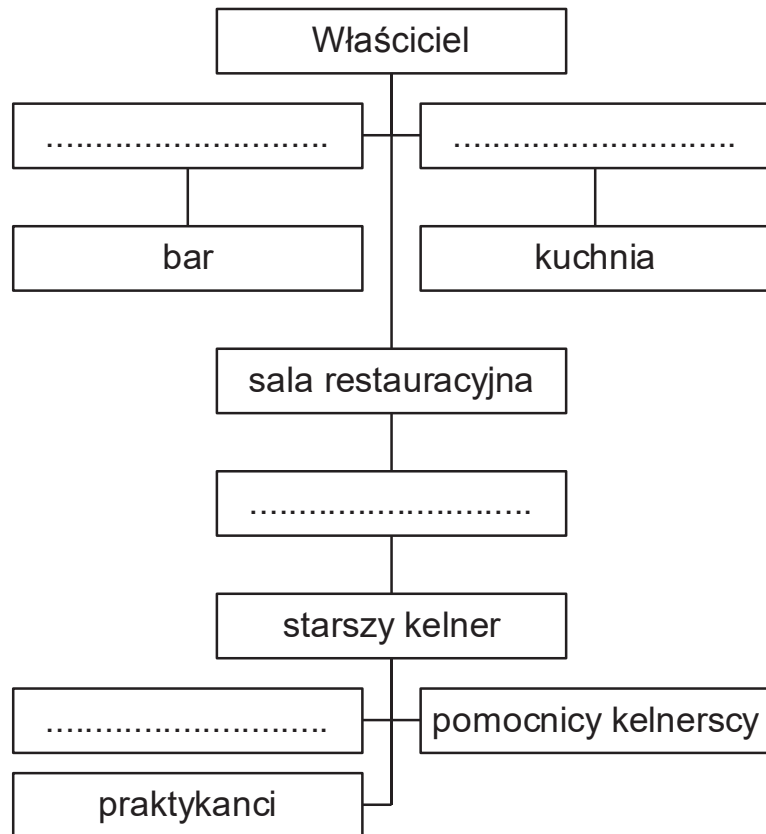 Właściciel
............................ ............................
bar kuchnia
sala restauracyjna
............................
starszy kelner
............................ pomocnicy kelnerscy
praktykanci